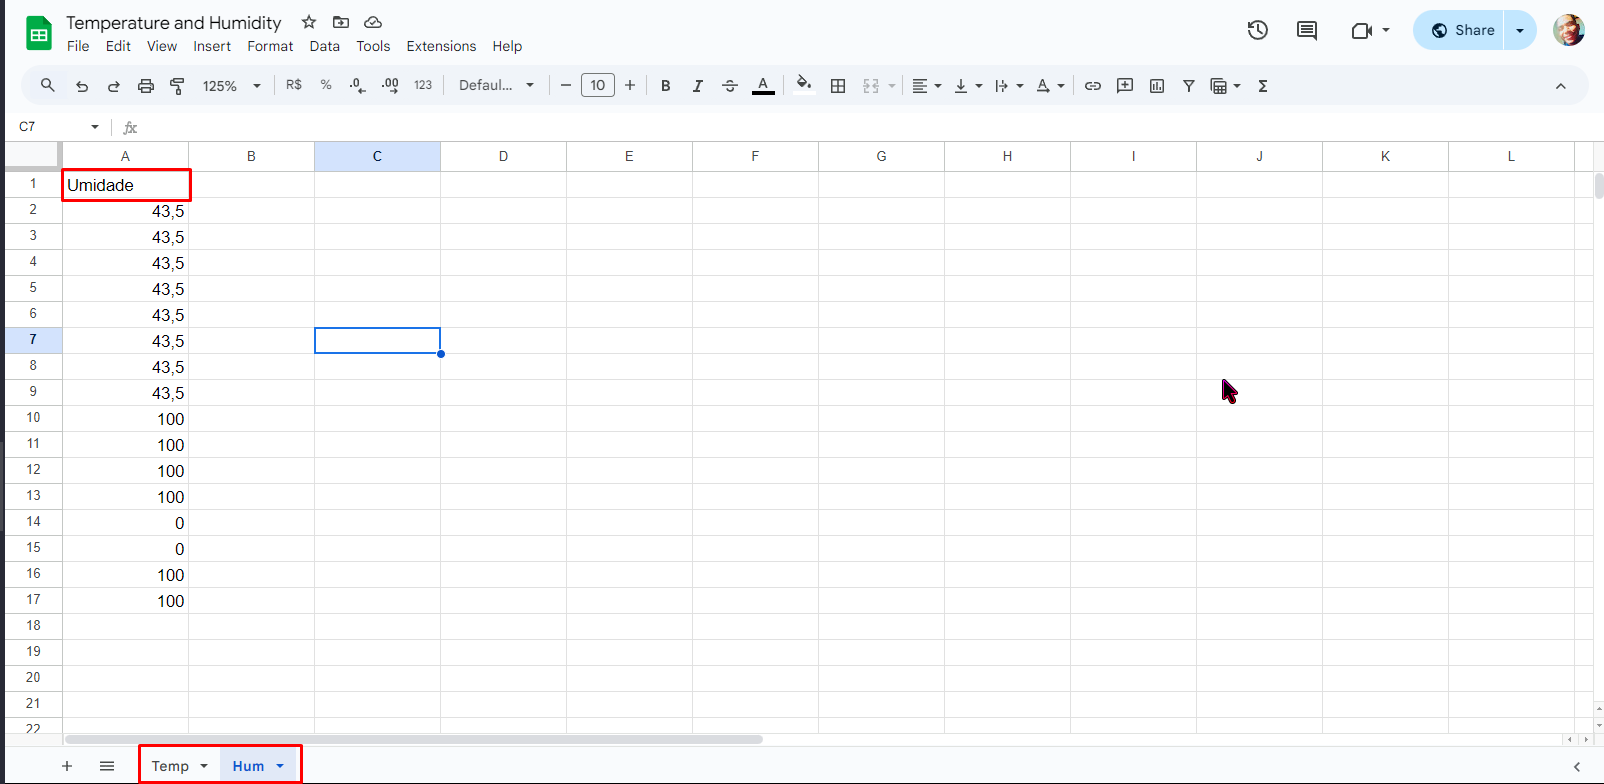 Temperature and Humidity
File Edit View Insert Format Data Tools Extensions Help
Share
125% R$ % .0 .00 123 Defaul... 10 B I A A Σ
C7 fx
A B C D E F G H I J K L
1 Umidade
2 43,5
3 43,5
4 43,5
5 43,5
6 43,5
7 43,5
8 43,5
9 43,5
10 100
11 100
12 100
13 100
14 0
15 0
16 100
17 100
18
19
20
21
22
+ Temp Hum